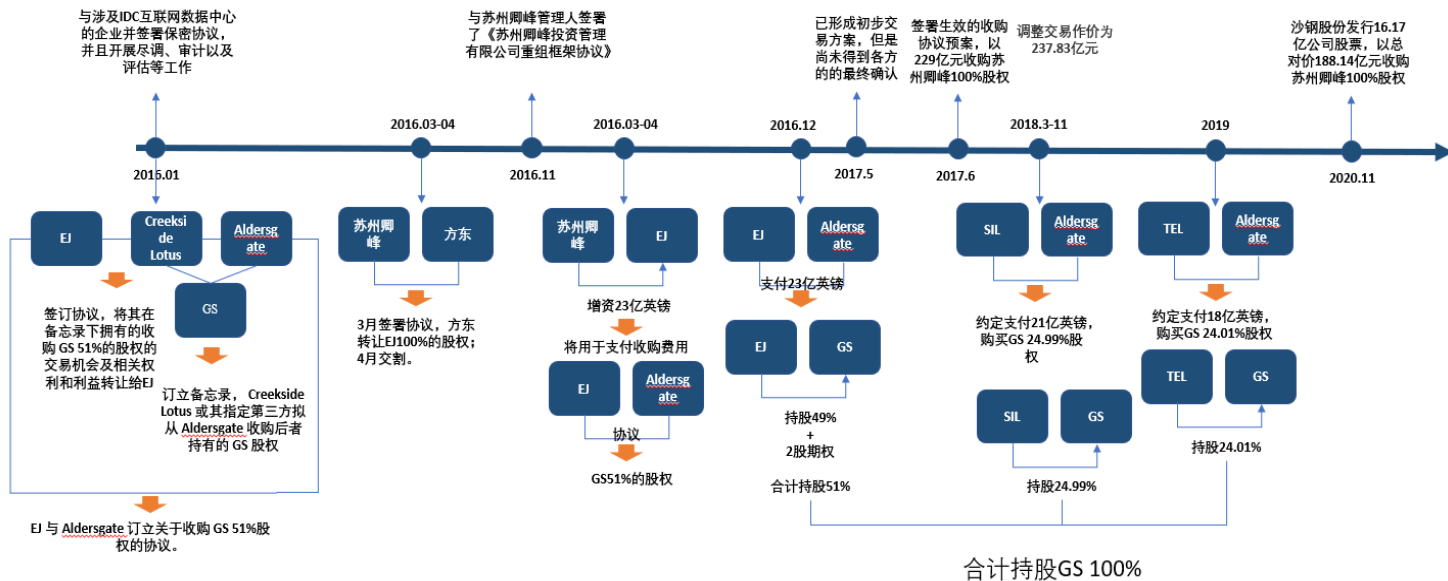 与涉及IDC互联网数据中心
的企业并签署保密协议，
并且开展尽调、审计以及
评估等工作
与苏州卿峰管理人签署
了《苏州卿峰投资管理
有限公司重组框架协议》
已形成初步交
易方案，但是
尚未得到各方
的的最终确认
签署生效的收购
协议预案，以
229亿元收购苏
州卿峰100%股权
调整交易作价为
237.83亿元
沙钢股份发行16.17
亿公司股票，以总
对价188.14亿元收购
苏州卿峰100%股权
2016.03-04
2016.03-04
2016.12
2018.3-11
2019
2016.01
2016.11
2017.5
2017.6
2020.11
EJ
Creeksi
de
Lotus
Aldersg
ate
GS
签订协议，将其在
备忘录下拥有的收
购 GS 51%的股权的
交易机会及相关权
利和利益转让给EJ
订立备忘录， Creekside
Lotus 或其指定第三方拟
从 Aldersgate 收购后者
持有的 GS 股权
EJ 与 Aldersgate 订立关于收购 GS 51%股
权的协议。
苏州卿
峰
方东
3月签署协议，方东
转让EJ100%的股权；
4月交割。
苏州卿
峰
EJ
增资23亿英镑
将用于支付收购费用
EJ
Aldersg
ate
协议
GS51%的股权
EJ
Aldersg
ate
支付23亿英镑
EJ
GS
持股49%
+
2股期权
合计持股51%
SIL
Aldersg
ate
约定支付21亿英镑，
购买GS 24.99%股
权
SIL
GS
持股24.99%
TEL
Aldersg
ate
约定支付18亿英镑，
购买GS 24.01%股权
TEL
GS
持股24.01%
合计持股GS 100%